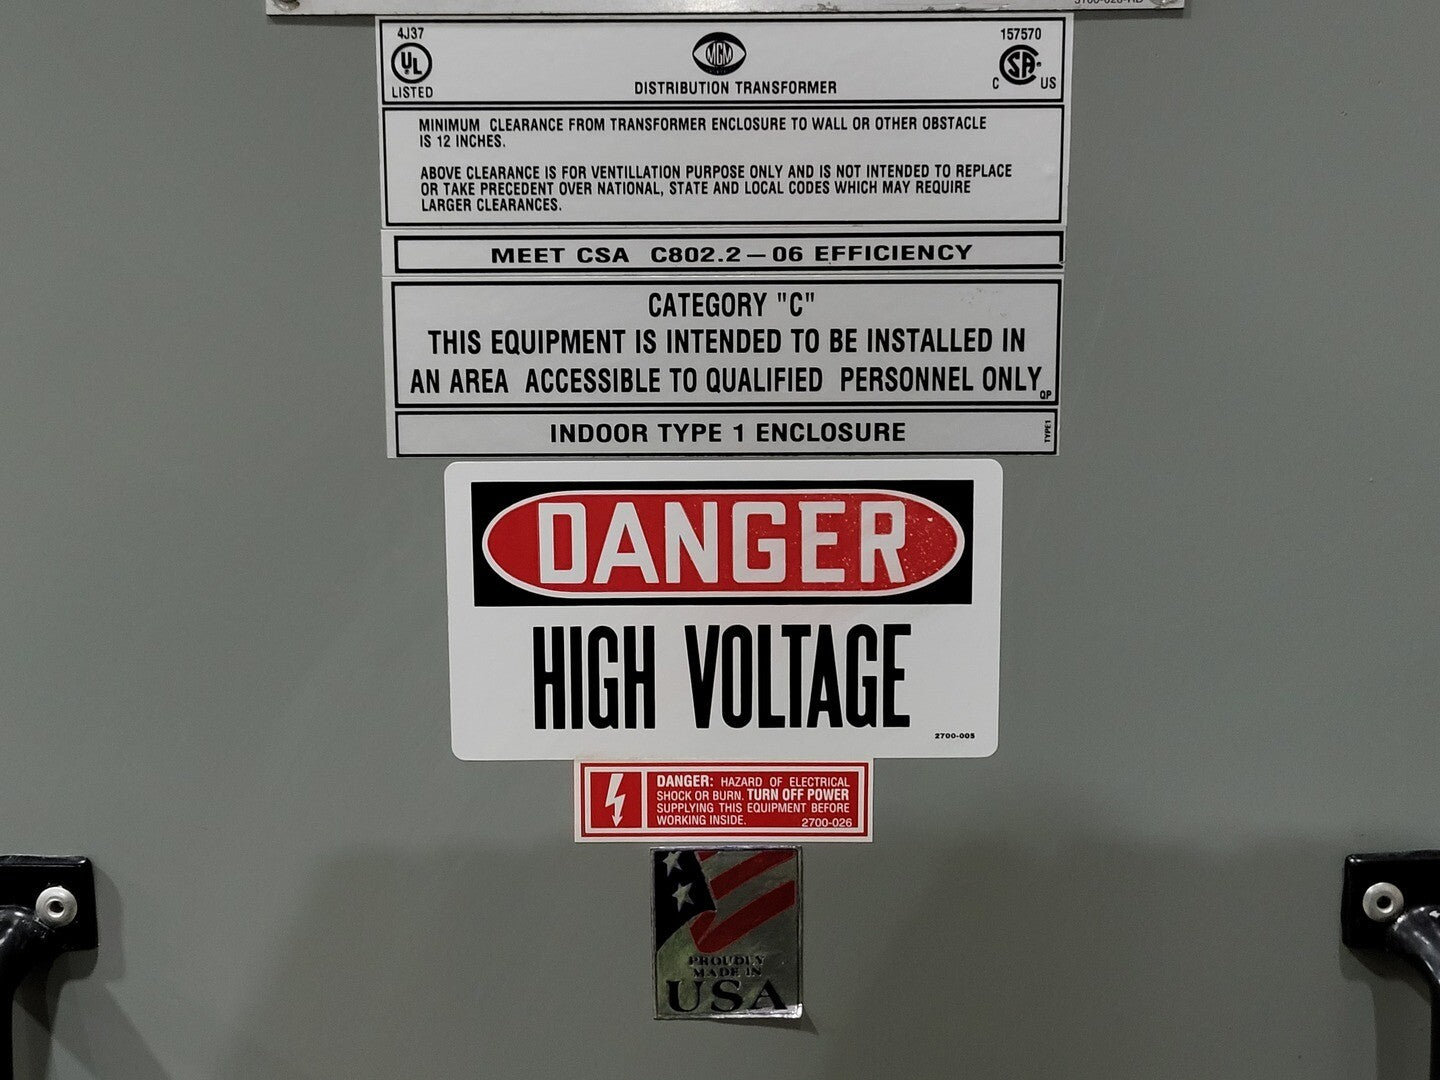 4J37
UL
LISTED
MGM
DISTRIBUTION TRANSFORMER
157570
C SA US
MINIMUM CLEARANCE FROM TRANSFORMER ENCLOSURE TO WALL OR OTHER OBSTACLE
IS 12 INCHES.
ABOVE CLEARANCE IS FOR VENTILLATION PURPOSE ONLY AND IS NOT INTENDED TO REPLACE
OR TAKE PRECEDENT OVER NATIONAL, STATE AND LOCAL CODES WHICH MAY REQUIRE
LARGER CLEARANCES.
MEET CSA C802.2 — 06 EFFICIENCY
CATEGORY "C"
THIS EQUIPMENT IS INTENDED TO BE INSTALLED IN
AN AREA ACCESSIBLE TO QUALIFIED PERSONNEL ONLY
QP
INDOOR TYPE 1 ENCLOSURE
TYPE1
DANGER
HIGH VOLTAGE
2700-005
DANGER: HAZARD OF ELECTRICAL
SHOCK OR BURN. TURN OFF POWER
SUPPLYING THIS EQUIPMENT BEFORE
WORKING INSIDE. 2700-026
PROUDLY
MADE IN
USA